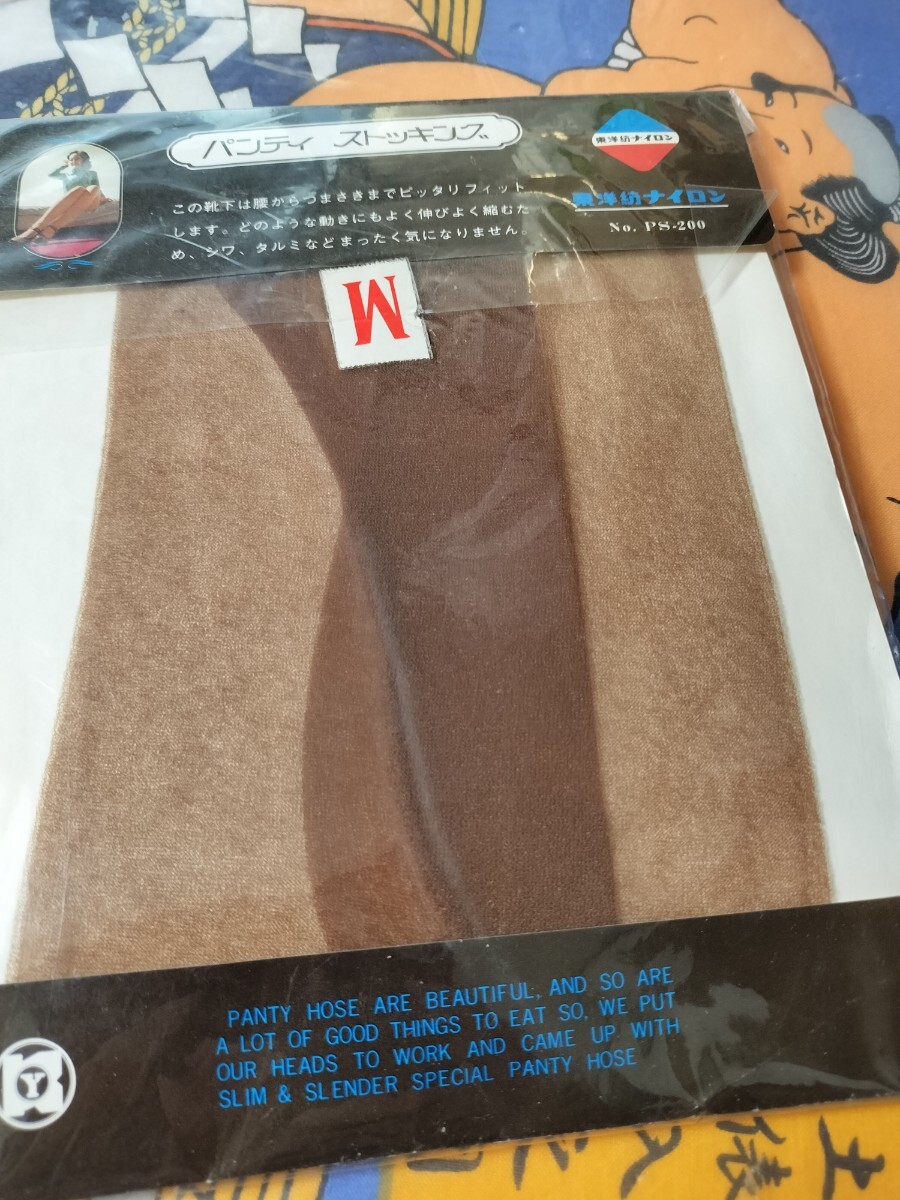 パンティ ストッキング
この靴下は腰からつまさきまでピッタリフィット
します。どのような動きにもよく伸びよく縮むた
め、シワ、タルミなどまったく気になりません。
東洋紡ナイロン
東洋紡ナイロン
No. PS-200
M
PANTY HOSE ARE BEAUTIFUL, AND SO ARE
A LOT OF GOOD THINGS TO EAT SO, WE PUT
OUR HEADS TO WORK AND CAME UP WITH
SLIM & SLENDER SPECIAL PANTY HOSE
Y
土俵入